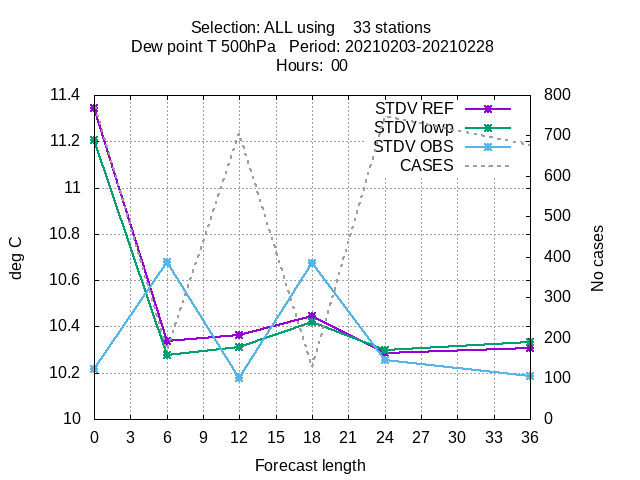 Selection: ALL using    33 stations
Dew point T 500hPa   Period: 20210203-20210228
Hours:  00
11.4
11.2
11
10.8
10.6
10.4
10.2
10
deg C
800
700
600
500
400
300
200
100
0
No cases
STDV REF
STDV lowp
STDV OBS
CASES
0 3 6 9 12 15 18 21 24 27 30 33 36
Forecast length